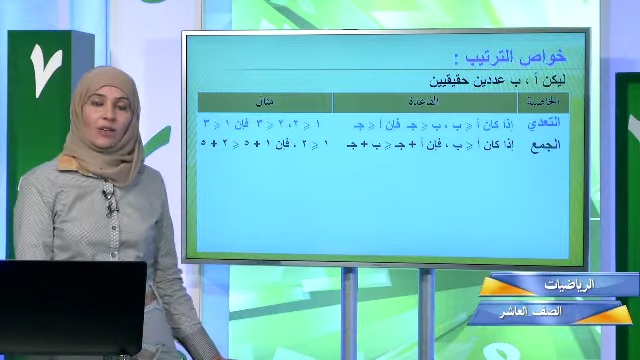 خواص الترتيب :
ليكن أ ، ب عددين حقيقيين
الخاصية القاعدة مثال
التعدي إذا كان أ ⩽ ب ، ب ⩽ جـ فإن أ ⩽ جـ ١ ⩽ ٢ ، ٢ ⩽ ٣ فإن ١ ⩽ ٣
الجمع إذا كان أ ⩽ ب ، فإن أ + جـ ⩽ ب + جـ ١ ⩽ ٢ ، فإن ١ + ٥ ⩽ ٢ + ٥
٧
الرياضيات
الصف العاشر